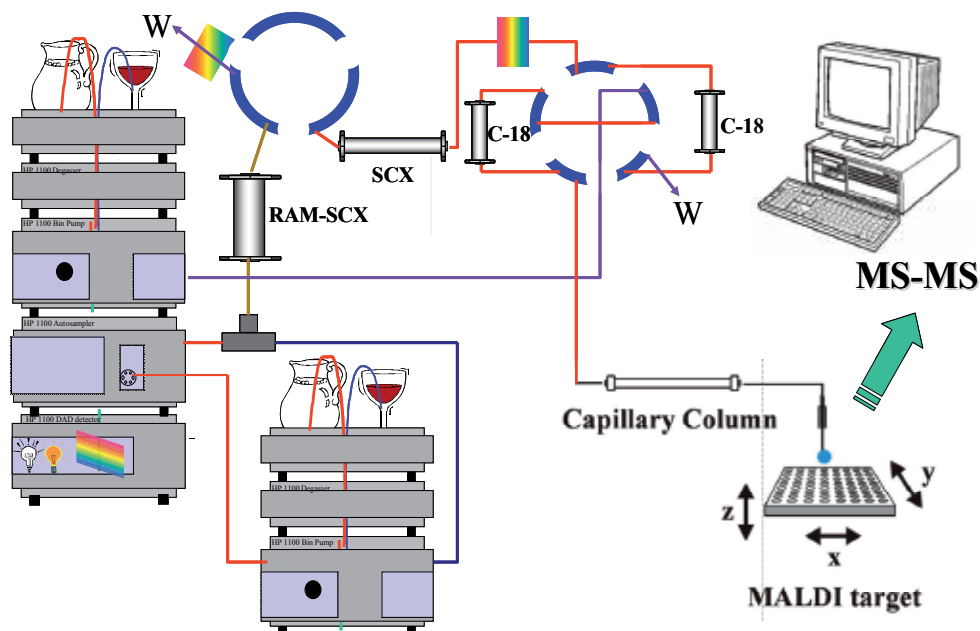 W
C-18
C-18
SCX
RAM-SCX
W
HP 1100 Degasser
HP 1100 Bin Pump
HP 1100 Autosampler
HP 1100 DAD detector
HP 1100 Degasser
HP 1100 Bin Pump
MS-MS
Capillary Column
y
z
x
MALDI target